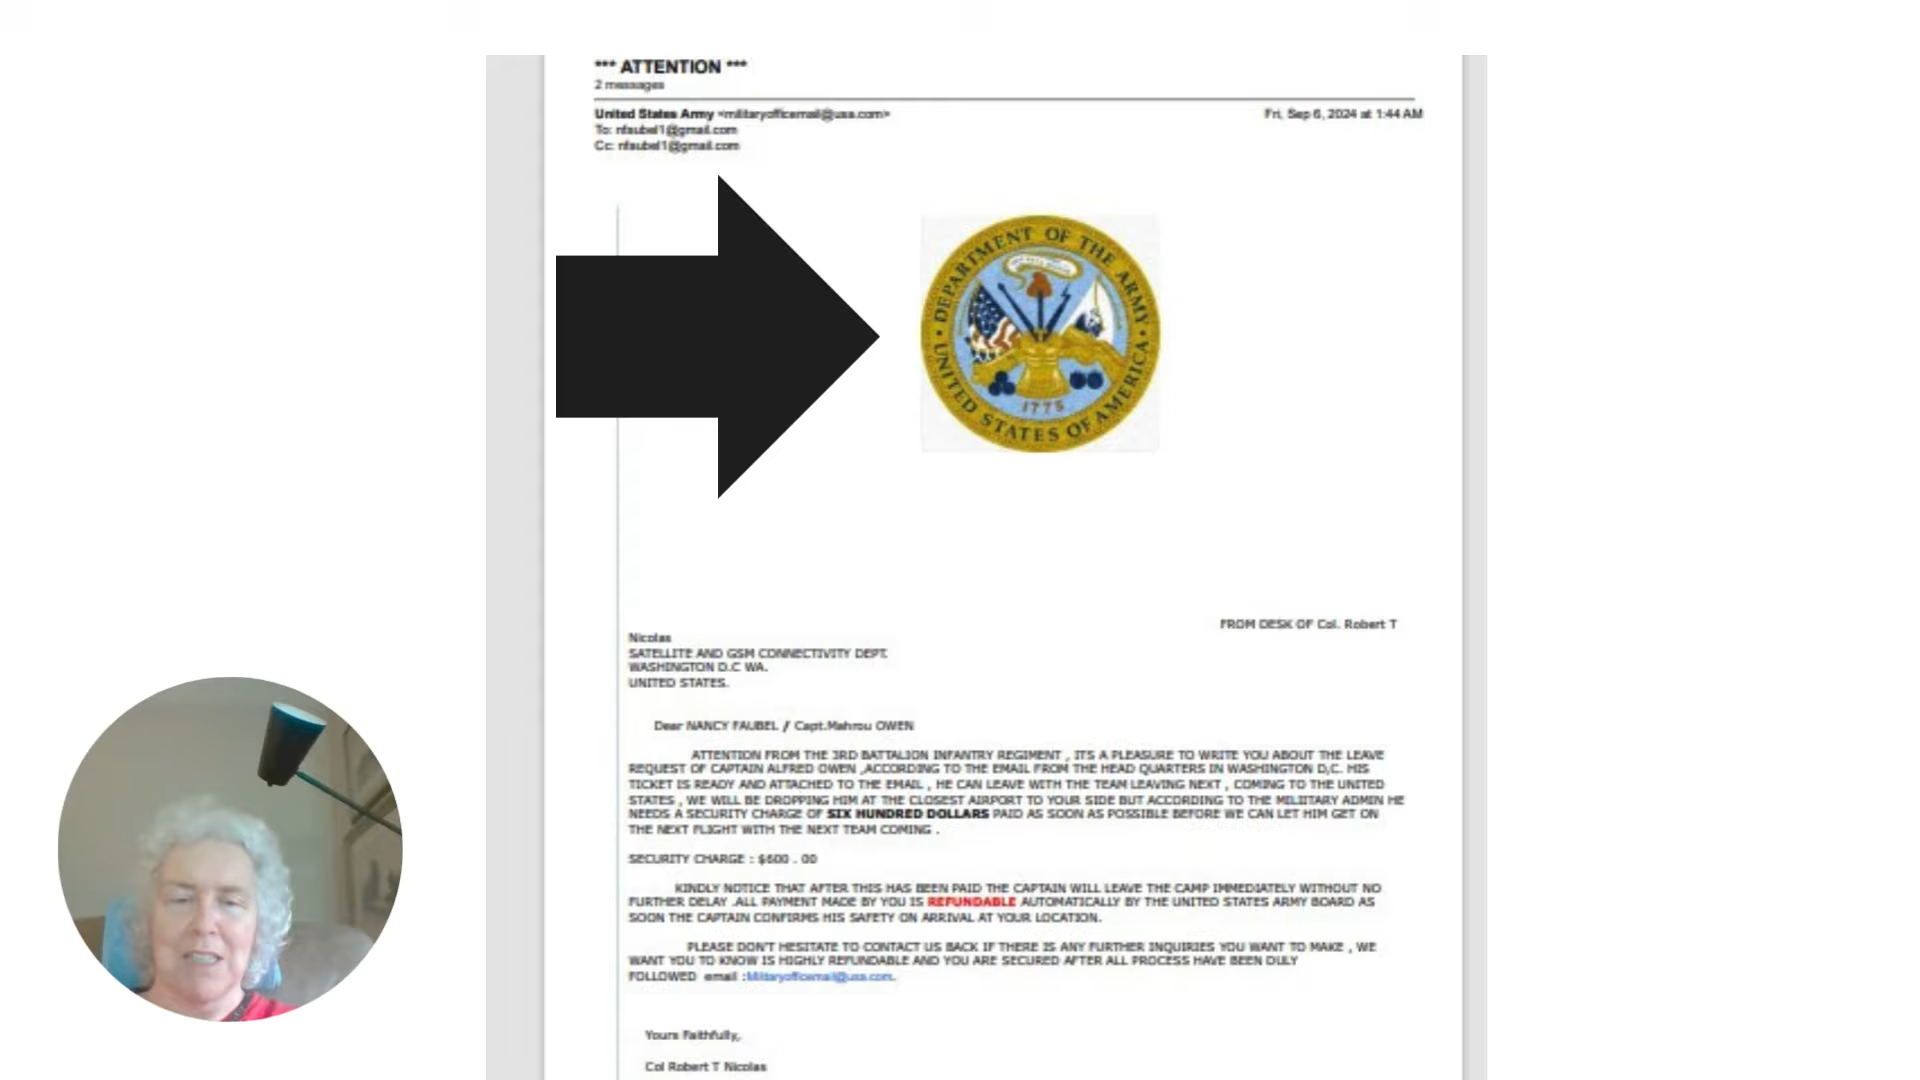 *** ATTENTION ***
2 messages
United States Army <militaryofficemail@usa.com>
Fri, Sep 6, 2024 at 1:44 AM
To: nfaubel1@gmail.com
Cc: nfaubel1@gmail.com
DEPARTMENT OF THE ARMY
1775
UNITED STATES OF AMERICA
FROM DESK OF Col. Robert T
Nicolas
SATELLITE AND GSM CONNECTIVITY DEPT.
WASHINGTON D.C WA.
UNITED STATES.
Dear NANCY FAUBEL / Capt.Mahrou OWEN
ATTENTION FROM THE 3RD BATTALION INFANTRY REGIMENT , ITS A PLEASURE TO WRITE YOU ABOUT THE LEAVE
REQUEST OF CAPTAIN ALFRED OWEN ,ACCORDING TO THE EMAIL FROM THE HEAD QUARTERS IN WASHINGTON D,C. HIS
TICKET IS READY AND ATTACHED TO THE EMAIL , HE CAN LEAVE WITH THE TEAM LEAVING NEXT , COMING TO THE UNITED
STATES , WE WILL BE DROPPING HIM AT THE CLOSEST AIRPORT TO YOUR SIDE BUT ACCORDING TO THE MILIITARY ADMIN HE
NEEDS A SECURITY CHARGE OF SIX HUNDRED DOLLARS PAID AS SOON AS POSSIBLE BEFORE WE CAN LET HIM GET ON
THE NEXT FLIGHT WITH THE NEXT TEAM COMING .
SECURITY CHARGE : $600 . 00
KINDLY NOTICE THAT AFTER THIS HAS BEEN PAID THE CAPTAIN WILL LEAVE THE CAMP IMMEDIATELY WITHOUT NO
FURTHER DELAY .ALL PAYMENT MADE BY YOU IS REFUNDABLE AUTOMATICALLY BY THE UNITED STATES ARMY BOARD AS
SOON THE CAPTAIN CONFIRMS HIS SAFETY ON ARRIVAL AT YOUR LOCATION.
PLEASE DON'T HESITATE TO CONTACT US BACK IF THERE IS ANY FURTHER INQUIRIES YOU WANT TO MAKE , WE
WANT YOU TO KNOW IS HIGHLY REFUNDABLE AND YOU ARE SECURED AFTER ALL PROCESS HAVE BEEN DULY
FOLLOWED email :Militaryofficemail@usa.com.
Yours Faithfully,
Col Robert T Nicolas